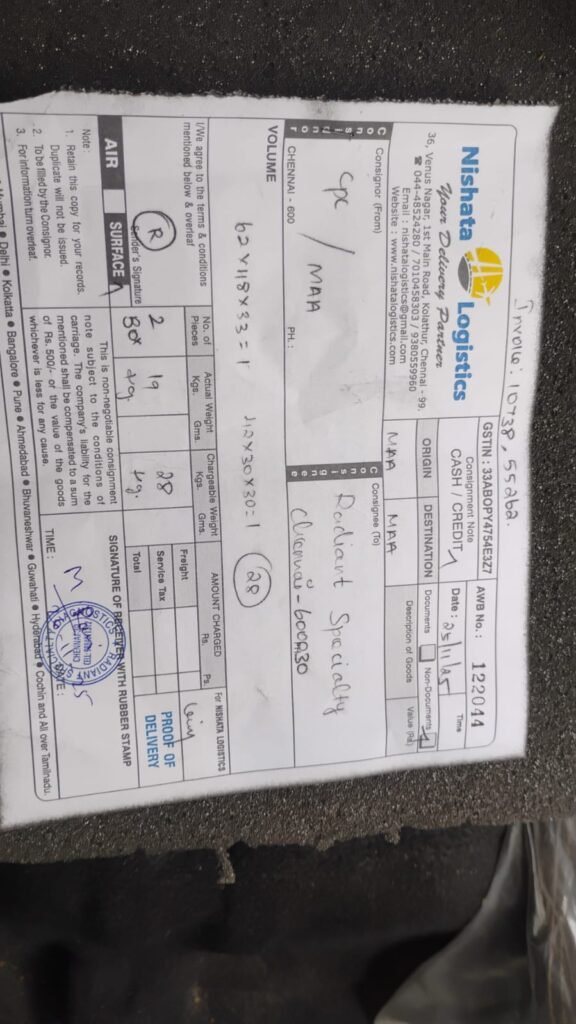 Invoice: 10738, 55262.
Nishata Logistics
Your Delivery Partner
36, Venus Nagar, 1st Main Road, Kolathur, Chennai - 99.
☎ 044-48524280 / 7010458303 / 9380559960
Email : nishatalogistics@gmail.com
Website : www.nishatalogistics.com
GSTIN : 33ABOPY4754E3Z7
AWB No. : 122044
Consignment Note
CASH / CREDIT
Date : 25/11/25
Time
ORIGIN
DESTINATION
Documents
Non-Documents
MAA
MAA
Description of Goods
Value (Rs.)
Consignor
Consignor (From)
CPC / MAA
CHENNAI - 600
PH. :
Consignee
Consignee (To)
Radiant Specialty
Chennai - 600030
VOLUME
62x118x33=1
30x30=1
28
I/We agree to the terms & conditions
mentioned below & overleaf
R
Sender's Signature
No. of
Pieces
Actual Weight
Kgs. Gms.
Chargeable Weight
Kgs. Gms.
AMOUNT CHARGED
Rs. Ps.
For NISHATA LOGISTICS
2
Box
19
kg
28
kg
Freight
Service Tax
Total
PROOF OF
DELIVERY
AIR
SURFACE
This is non-negotiable consignment
note subject to the conditions of
carriage. The company's liability for the
mentioned shall be compensated to a sum
of Rs. 500/- or the value of the goods
whichever is less for any cause.
SIGNATURE OF RECEIVER WITH RUBBER STAMP
Note :
1. Retain this copy for your records.
Duplicate will not be issued.
2. To be filled by the Consignor.
3. For information turn overleaf.
TIME :
DATE :
RADIANT
CHENNAI
Mumbai ● Delhi ● Kolkatta ● Bangalore ● Pune ● Ahmedabad ● Bhuvaneshwar ● Guwahati ● Hyderabad ● Cochin and All over Tamilnadu.